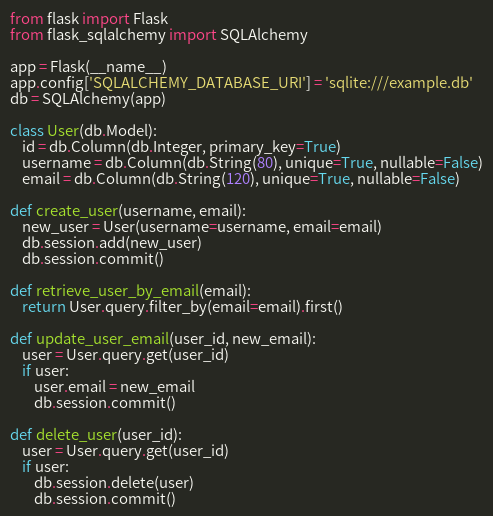 from flask import Flask
from flask_sqlalchemy import SQLAlchemy

app = Flask(__name__)
app.config['SQLALCHEMY_DATABASE_URI'] = 'sqlite:///example.db'
db = SQLAlchemy(app)

class User(db.Model):
    id = db.Column(db.Integer, primary_key=True)
    username = db.Column(db.String(80), unique=True, nullable=False)
    email = db.Column(db.String(120), unique=True, nullable=False)

def create_user(username, email):
    new_user = User(username=username, email=email)
    db.session.add(new_user)
    db.session.commit()

def retrieve_user_by_email(email):
    return User.query.filter_by(email=email).first()

def update_user_email(user_id, new_email):
    user = User.query.get(user_id)
    if user:
        user.email = new_email
        db.session.commit()

def delete_user(user_id):
    user = User.query.get(user_id)
    if user:
        db.session.delete(user)
        db.session.commit()